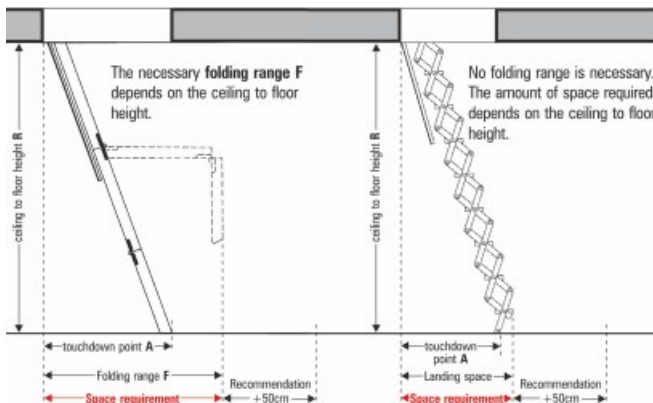 The necessary folding range F
depends on the ceiling to floor
height.
ceiling to floor height R
touchdown point A
Folding range F
Space requirement
Recommendation
+50cm
No folding range is necessary.
The amount of space required
depends on the ceiling to floor
height.
ceiling to floor height R
touchdown
point A
Landing space
Space requirement
Recommendation
+50cm